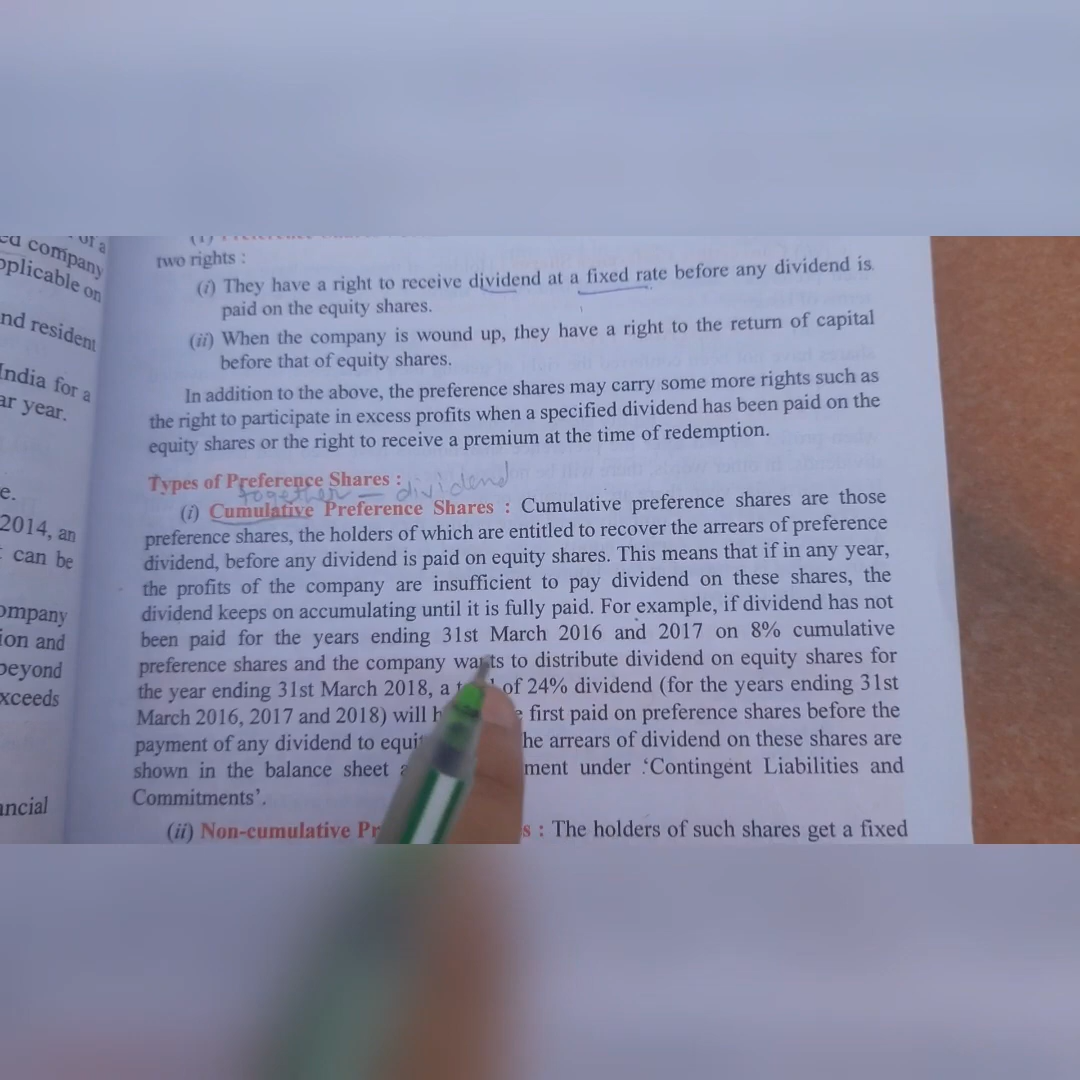 of a
ed company
pplicable on
nd resident
India for a
ar year.
e.
2014, an
can be
ompany
ion and
beyond
xceeds
ancial
two rights :
(i) They have a right to receive dividend at a fixed rate before any dividend is
paid on the equity shares.
(ii) When the company is wound up, they have a right to the return of capital
before that of equity shares.
In addition to the above, the preference shares may carry some more rights such as
the right to participate in excess profits when a specified dividend has been paid on the
equity shares or the right to receive a premium at the time of redemption.
Types of Preference Shares :
together – dividend
(i) Cumulative Preference Shares : Cumulative preference shares are those
preference shares, the holders of which are entitled to recover the arrears of preference
dividend, before any dividend is paid on equity shares. This means that if in any year,
the profits of the company are insufficient to pay dividend on these shares, the
dividend keeps on accumulating until it is fully paid. For example, if dividend has not
been paid for the years ending 31st March 2016 and 2017 on 8% cumulative
preference shares and the company wants to distribute dividend on equity shares for
the year ending 31st March 2018, a of 24% dividend (for the years ending 31st
March 2016, 2017 and 2018) will first paid on preference shares before the
payment of any dividend to he arrears of dividend on these shares are
shown in the balance sheet ment under 'Contingent Liabilities and
Commitments'.
(ii) Non-cumulative s : The holders of such shares get a fixed